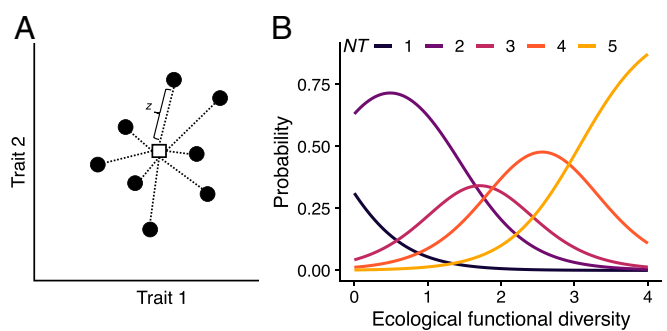 A
Trait 2
z
Trait 1
B
NT 1 2 3 4 5
Probability
0.75
0.50
0.25
0.00
0 1 2 3 4
Ecological functional diversity